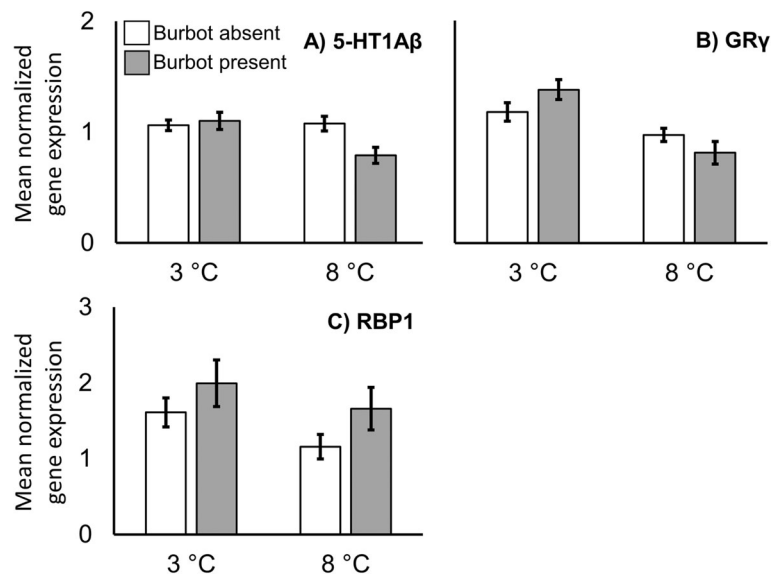 2
1
0
Mean normalized
gene expression
Burbot absent
Burbot present
A) 5-HT1Aβ
3 °C
8 °C
B) GRγ
3 °C
8 °C
3
2
1
0
Mean normalized
gene expression
C) RBP1
3 °C
8 °C